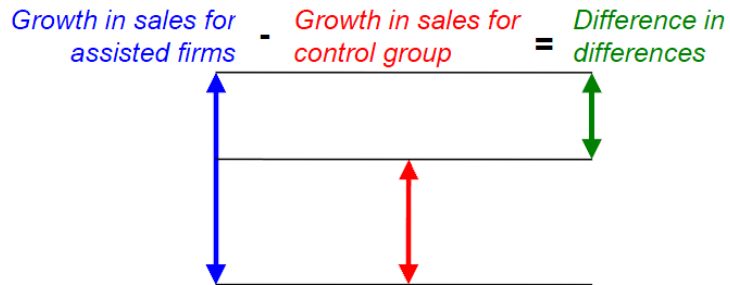 Growth in sales for assisted firms - Growth in sales for control group = Difference in differences